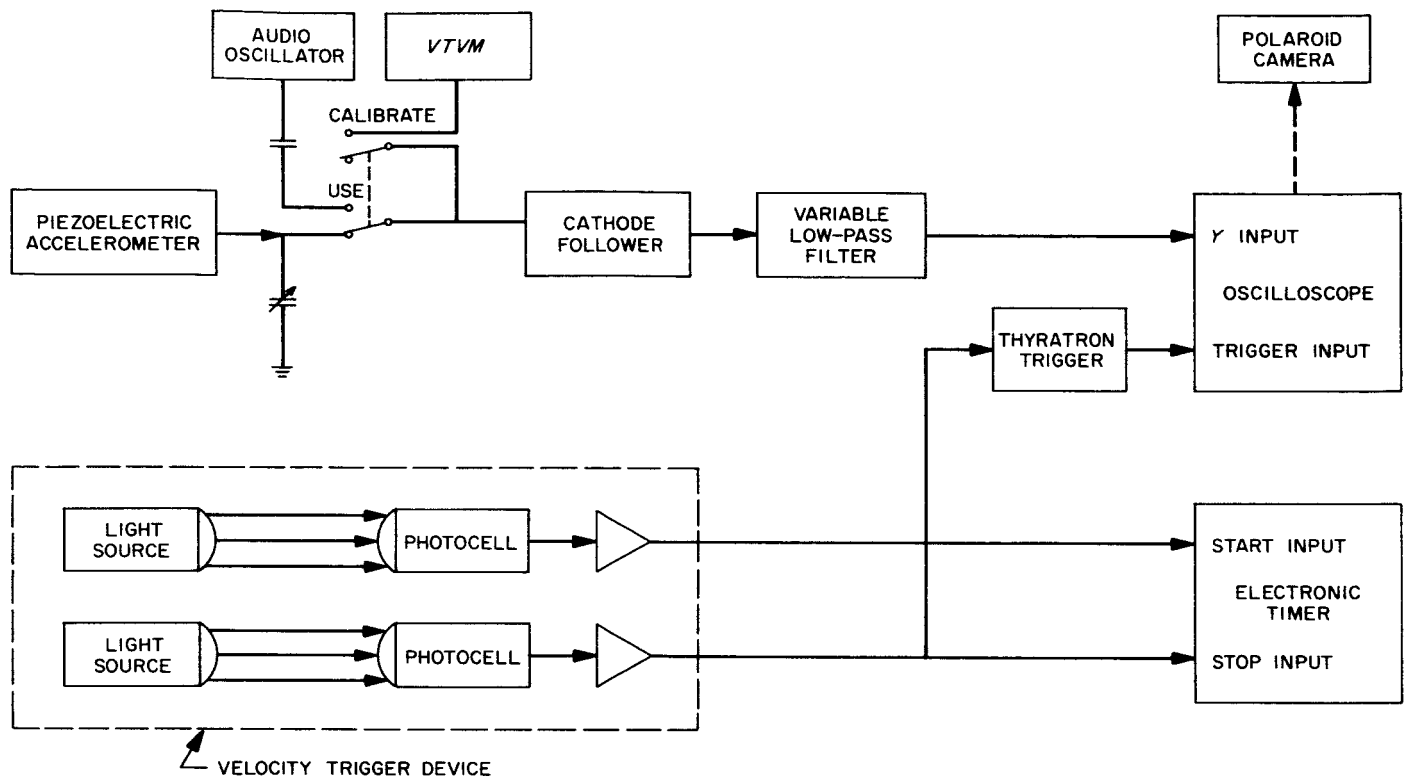 AUDIO
OSCILLATOR
VTVM
POLAROID
CAMERA
CALIBRATE
USE
PIEZOELECTRIC
ACCELEROMETER
CATHODE
FOLLOWER
VARIABLE
LOW-PASS
FILTER
Y INPUT
OSCILLOSCOPE
TRIGGER INPUT
THYRATRON
TRIGGER
LIGHT
SOURCE
PHOTOCELL
START INPUT
ELECTRONIC
TIMER
STOP INPUT
LIGHT
SOURCE
PHOTOCELL
VELOCITY TRIGGER DEVICE